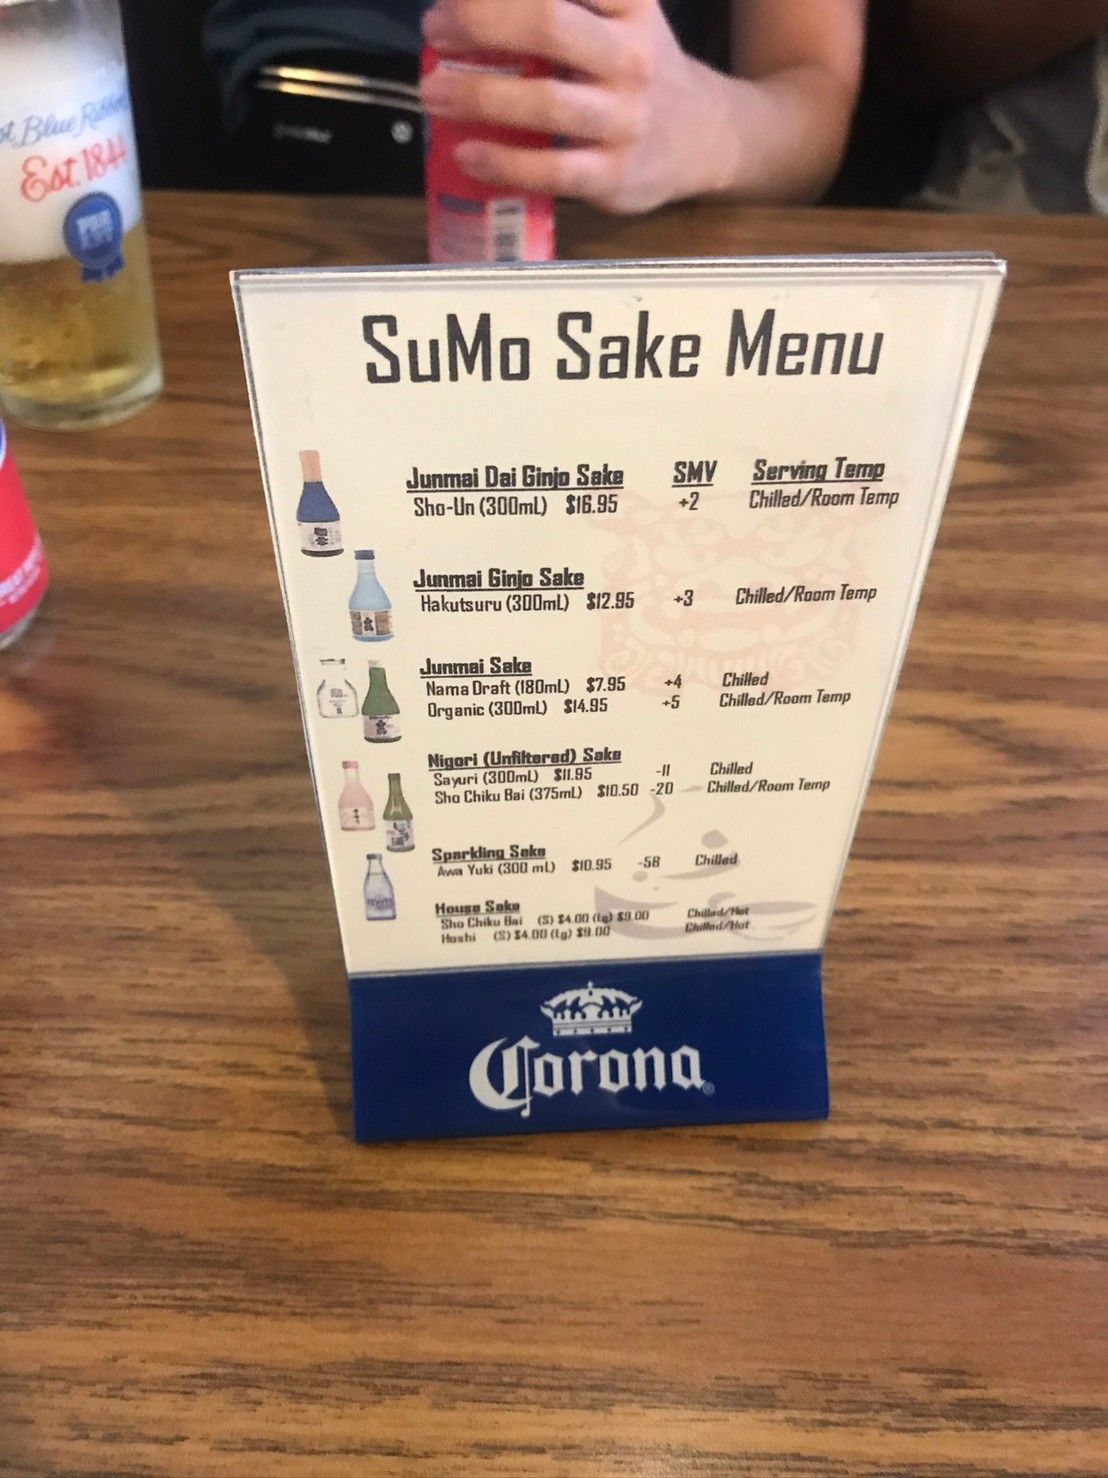 Blue Ribbon
Est. 1844
PBR
SuMo Sake Menu
Junmai Dai Ginjo Sake SMV Serving Temp
Sho-Un (300mL) $16.95 +2 Chilled/Room Temp
Junmai Ginjo Sake
Hakutsuru (300mL) $12.95 +3 Chilled/Room Temp
Junmai Sake
Nama Draft (180mL) $7.95 +4 Chilled
Organic (300mL) $14.95 +5 Chilled/Room Temp
Nigori (Unfiltered) Sake
Sayuri (300mL) $11.95 -11 Chilled
Sho Chiku Bai (375mL) $10.50 -20 Chilled/Room Temp
Sparkling Sake
Awa Yuki (300 mL) $10.95 -58 Chilled
House Sake
Sho Chiku Bai (S) $4.00 (lg) $9.00 Chilled/Hot
Hoshi (S) $4.00 (lg) $9.00 Chilled/Hot
Corona